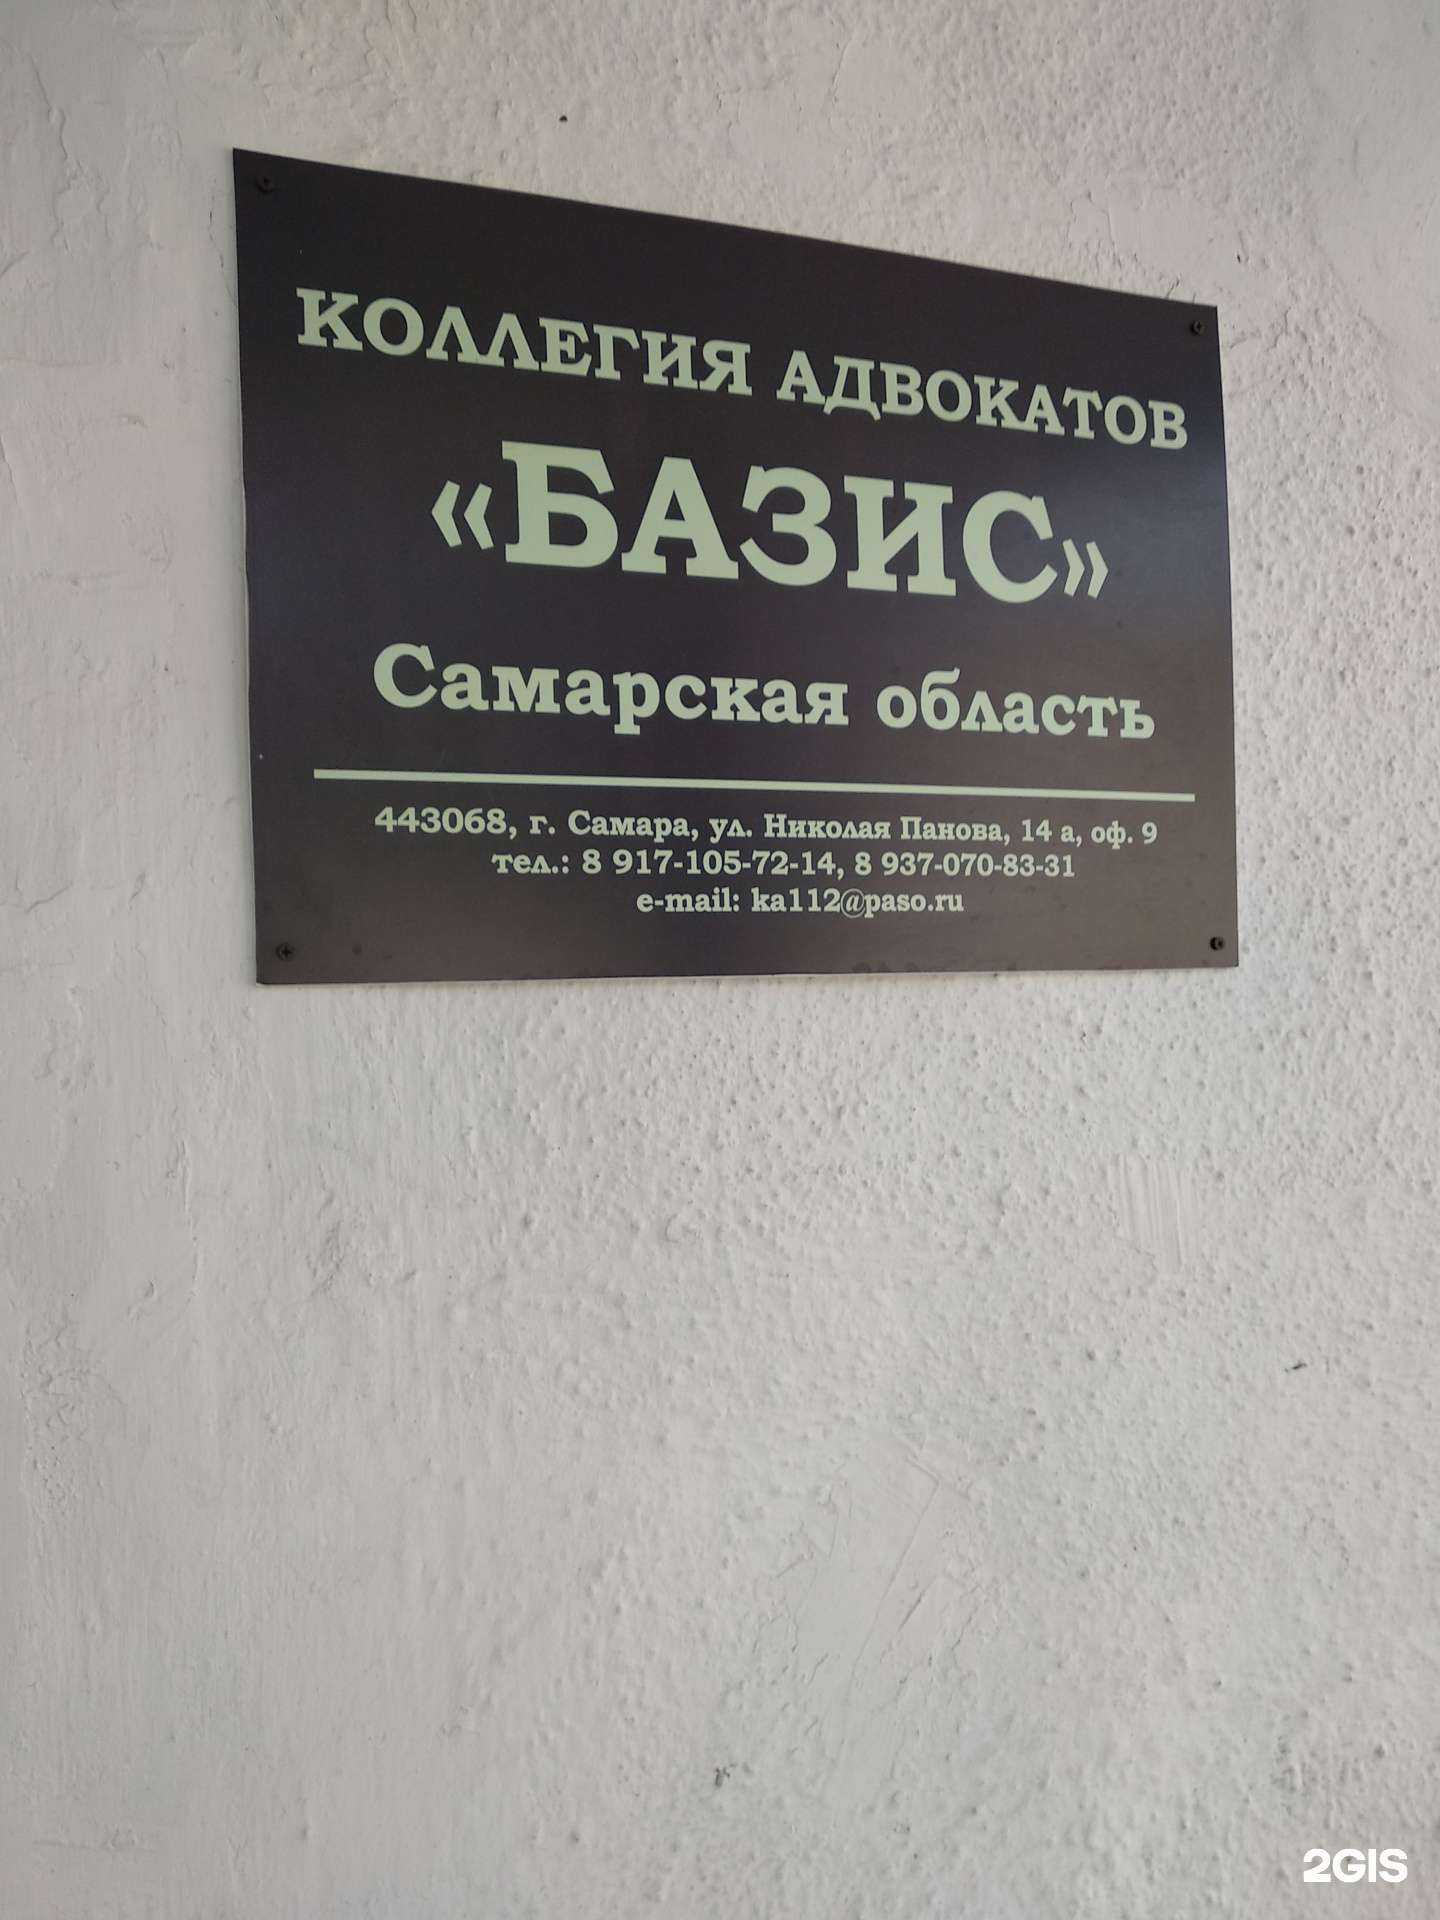 КОЛЛЕГИЯ АДВОКАТОВ
«БАЗИС»
Самарская область
443068, г. Самара, ул. Николая Панова, 14 а, оф. 9
тел.: 8 917-105-72-14, 8 937-070-83-31
e-mail: ka112@paso.ru
2GIS